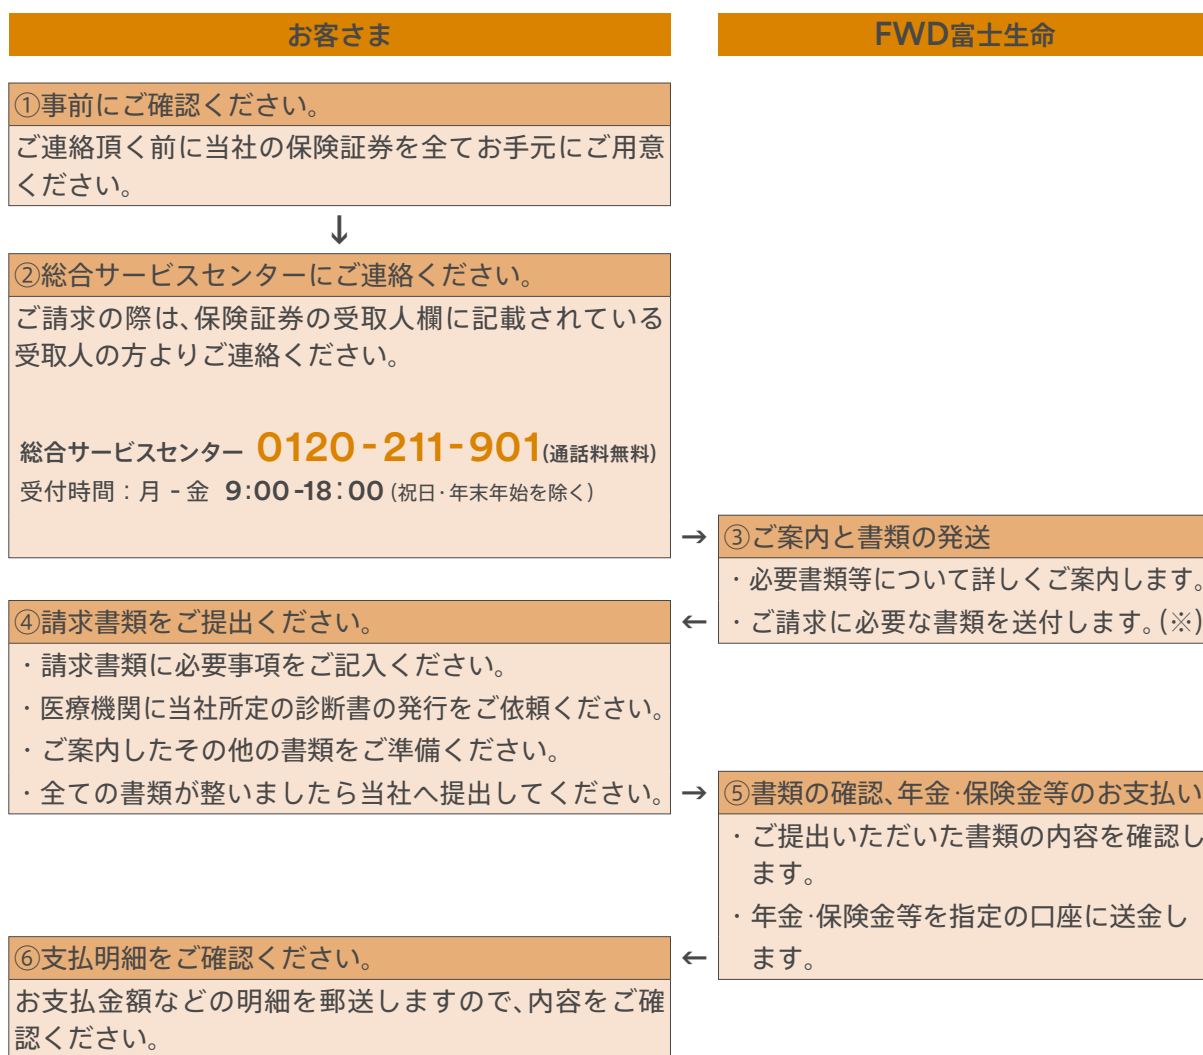 お客さま
FWD富士生命
①事前にご確認ください。
ご連絡頂く前に当社の保険証券を全てお手元にご用意
ください。
↓
②総合サービスセンターにご連絡ください。
ご請求の際は、保険証券の受取人欄に記載されている
受取人の方よりご連絡ください。
総合サービスセンター 0120-211-901(通話料無料)
受付時間：月-金 9:00-18:00(祝日･年末年始を除く)
→
③ご案内と書類の発送
・必要書類等について詳しくご案内します。
・ご請求に必要な書類を送付します。(※)
←
④請求書類をご提出ください。
・請求書類に必要事項をご記入ください。
・医療機関に当社所定の診断書の発行をご依頼ください。
・ご案内したその他の書類をご準備ください。
・全ての書類が整いましたら当社へ提出してください。
→
⑤書類の確認、年金･保険金等のお支払い
・ご提出いただいた書類の内容を確認し
ます。
・年金･保険金等を指定の口座に送金し
ます。
←
⑥支払明細をご確認ください。
お支払金額などの明細を郵送しますので、内容をご確
認ください。